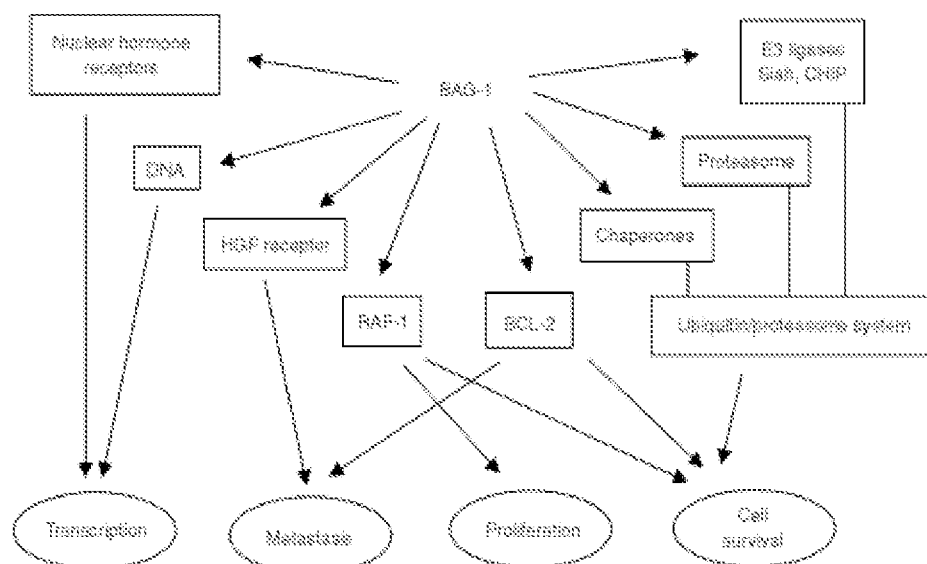 Nuclear hormone
receptors
BAG-1
E3 ligases
Siah, CHIP
DNA
Proteasome
HGF receptor
Chaperones
RAF-1
BCL-2
Ubiquitin/proteasome system
Transcription
Metastase
Proliferation
Cell
survival